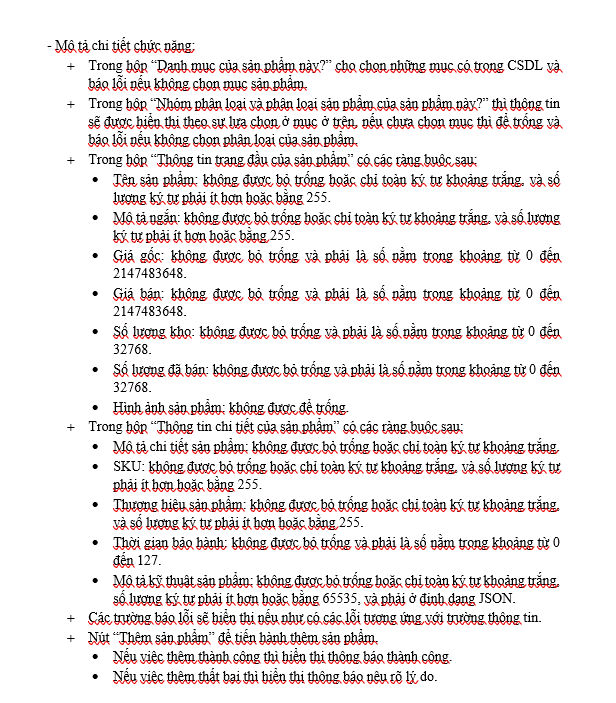 - Mô tả chi tiết chức năng:
+ Trong hộp “Danh mục của sản phẩm này?” cho chọn những mục có trong CSDL và
báo lỗi nếu không chọn mục sản phẩm.
+ Trong hộp “Nhóm phân loại và phân loại sản phẩm của sản phẩm này?” thì thông tin
sẽ được hiển thị theo sự lựa chọn ở mục ở trên, nếu chưa chọn mục thì để trống và
báo lỗi nếu không chọn phân loại của sản phẩm.
+ Trong hộp “Thông tin trang đầu của sản phẩm” có các ràng buộc sau:
• Tên sản phẩm: không được bỏ trống hoặc chỉ toàn ký tự khoảng trắng, và số
lượng ký tự phải ít hơn hoặc bằng 255.
• Mô tả ngắn: không được bỏ trống hoặc chỉ toàn ký tự khoảng trắng, và số lượng
ký tự phải ít hơn hoặc bằng 255.
• Giá gốc: không được bỏ trống và phải là số nằm trong khoảng từ 0 đến
2147483648.
• Giá bán: không được bỏ trống và phải là số nằm trong khoảng từ 0 đến
2147483648.
• Số lượng kho: không được bỏ trống và phải là số nằm trong khoảng từ 0 đến
32768.
• Số lượng đã bán: không được bỏ trống và phải là số nằm trong khoảng từ 0 đến
32768.
• Hình ảnh sản phẩm: không được để trống.
+ Trong hộp “Thông tin chi tiết của sản phẩm” có các ràng buộc sau:
• Mô tả chi tiết sản phẩm: không được bỏ trống hoặc chỉ toàn ký tự khoảng trắng.
• SKU: không được bỏ trống hoặc chỉ toàn ký tự khoảng trắng, và số lượng ký tự
phải ít hơn hoặc bằng 255.
• Thương hiệu sản phẩm: không được bỏ trống hoặc chỉ toàn ký tự khoảng trắng,
và số lượng ký tự phải ít hơn hoặc bằng 255.
• Thời gian bảo hành: không được bỏ trống và phải là số nằm trong khoảng từ 0
đến 127.
• Mô tả kỹ thuật sản phẩm: không được bỏ trống hoặc chỉ toàn ký tự khoảng trắng,
số lượng ký tự phải ít hơn hoặc bằng 65535, và phải ở định dạng JSON.
+ Các trường báo lỗi sẽ hiển thị nếu như có các lỗi tương ứng với trường thông tin.
+ Nút “Thêm sản phẩm” để tiến hành thêm sản phẩm.
• Nếu việc thêm thành công thì hiển thị thông báo thành công.
• Nếu việc thêm thất bại thì hiển thị thông báo nêu rõ lý do.